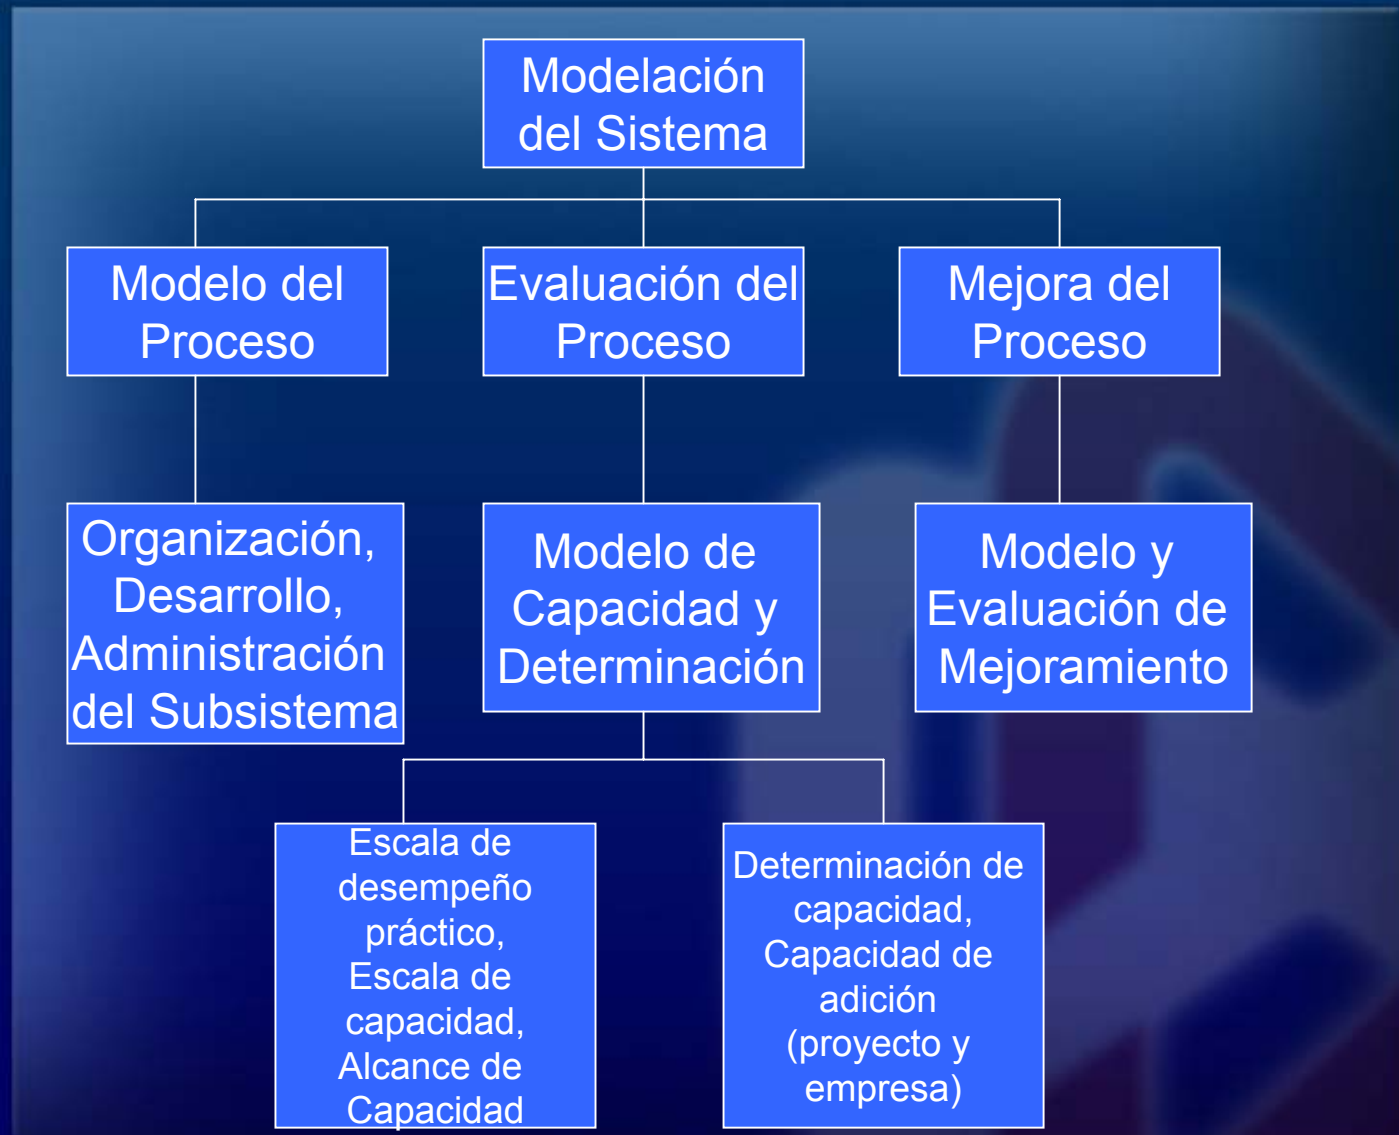 Modelación
del Sistema
Modelo del
Proceso
Evaluación del
Proceso
Mejora del
Proceso
Organización,
Desarrollo,
Administración
del Subsistema
Modelo de
Capacidad y
Determinación
Modelo y
Evaluación de
Mejoramiento
Escala de
desempeño
práctico,
Escala de
capacidad,
Alcance de
Capacidad
Determinación de
capacidad,
Capacidad de
adición
(proyecto y
empresa)